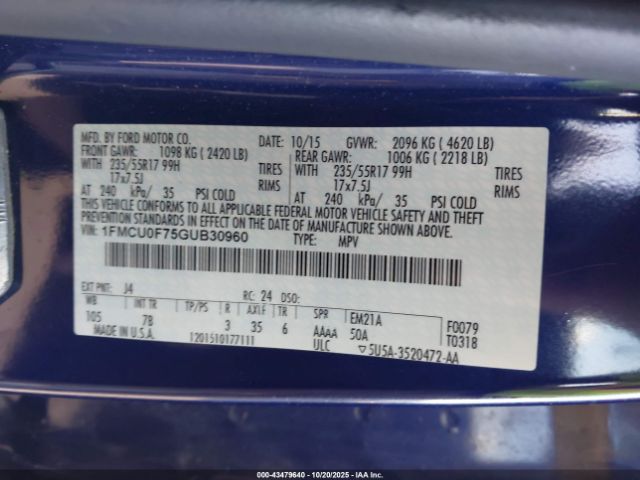 MFD. BY FORD MOTOR CO. DATE: 10/15 GVWR: 2096 KG ( 4620 LB)
FRONT GAWR: 1098 KG ( 2420 LB) REAR GAWR: 1006 KG ( 2218 LB)
WITH 235/55R17 99H TIRES WITH 235/55R17 99H TIRES
17x7.5J RIMS 17x7.5J RIMS
AT 240 kPa/ 35 PSI COLD AT 240 kPa/ 35 PSI COLD
THIS VEHICLE CONFORMS TO ALL APPLICABLE FEDERAL MOTOR VEHICLE SAFETY AND THEFT
PREVENTION STANDARDS IN EFFECT ON THE DATE OF MANUFACTURE SHOWN ABOVE.
VIN: 1FMCU0F75GUB30960 TYPE: MPV
EXT PNT: J4 RC: 24 DSO:
WB INT TR TP/PS R AXLE TR SPR EM21A F0079
105 7B 3 35 6 AAAA 50A T0318
MADE IN U.S.A. 1201510177111 ULC ▽5U5A-3520472-AA
000-43479640 - 10/20/2025 - IAA Inc.